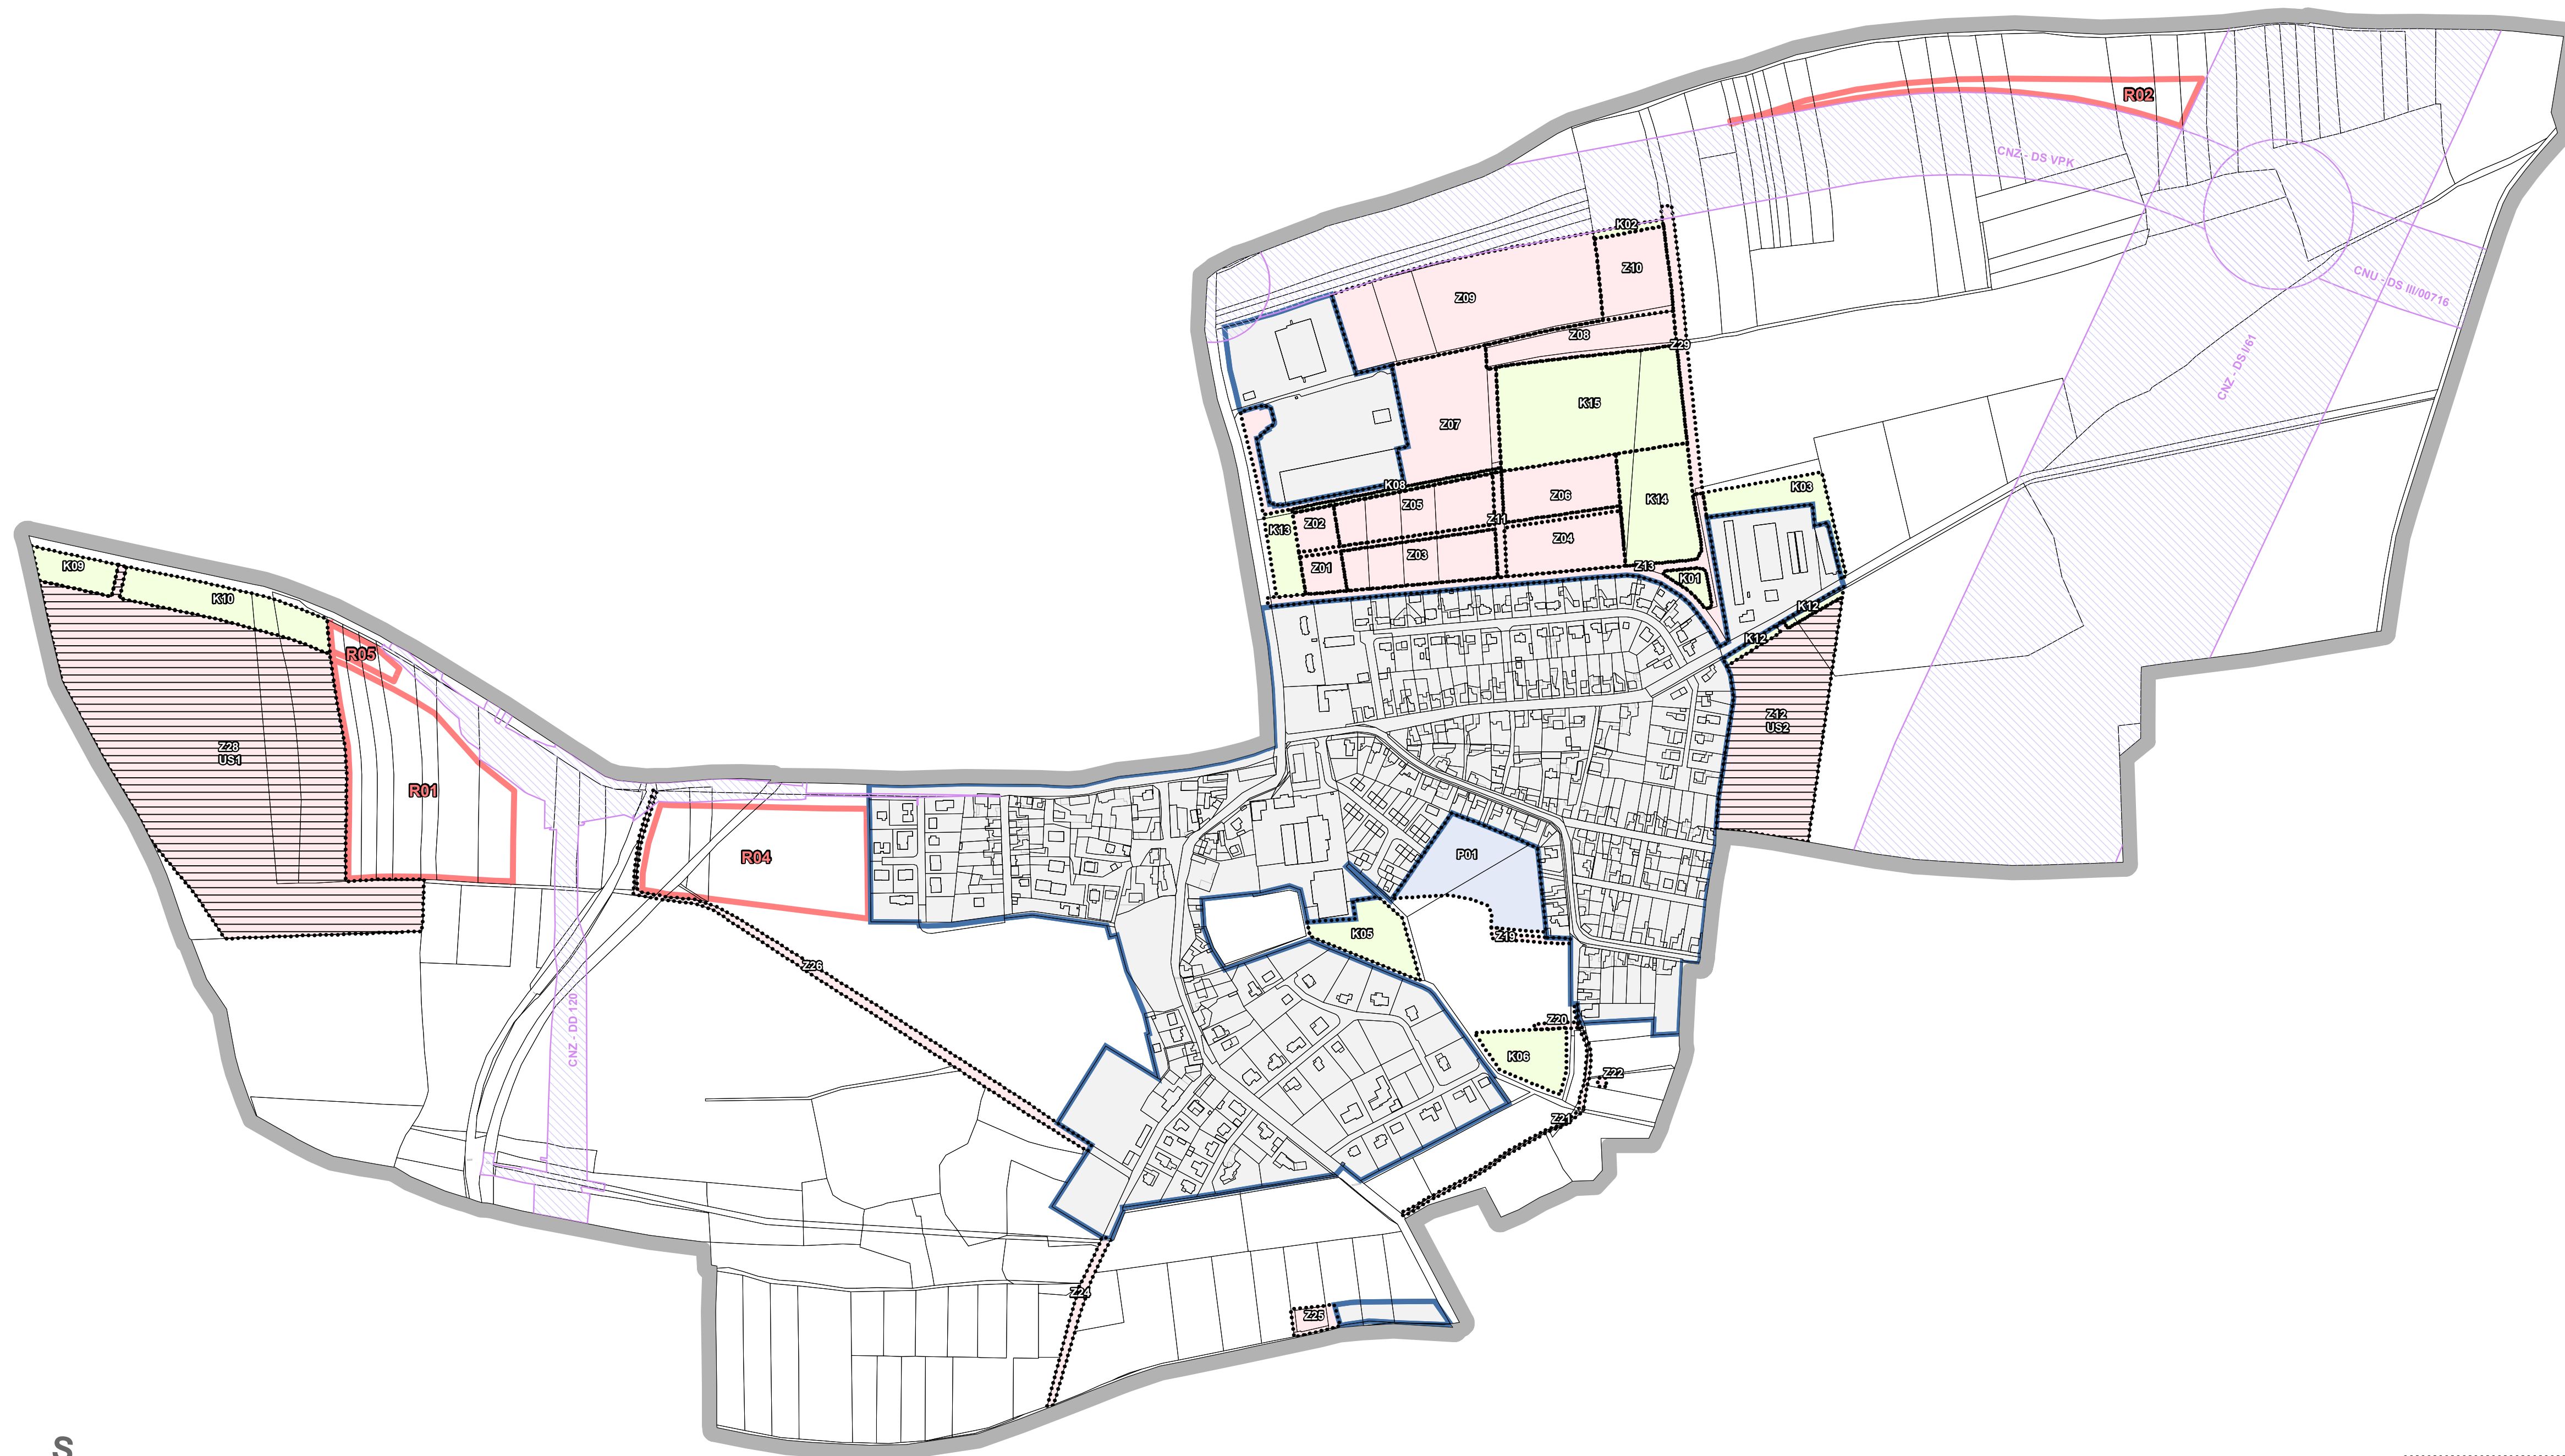 R02
CNZ - DS VPK
K02
Z10
CNU - DS III/00716
Z09
Z08
Z29
CNZ - DS I/61
K15
Z07
K08
K03
Z05
Z06
K14
K13
Z02
Z11
Z04
Z03
Z01
Z13
K01
K09
K10
K12
K12
R05
Z12
US2
Z28
US1
R01
R04
P01
K05
Z19
Z26
CNZ - DD 120
Z20
K06
Z22
Z21
Z24
Z25
S